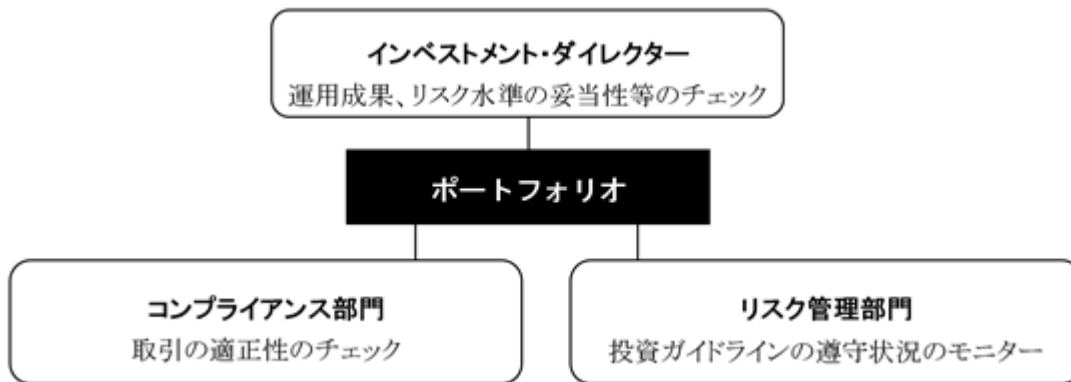 インベストメント・ダイレクター
運用成果、リスク水準の妥当性等のチェック
ポートフォリオ
コンプライアンス部門
取引の適正性のチェック
リスク管理部門
投資ガイドラインの遵守状況のモニター